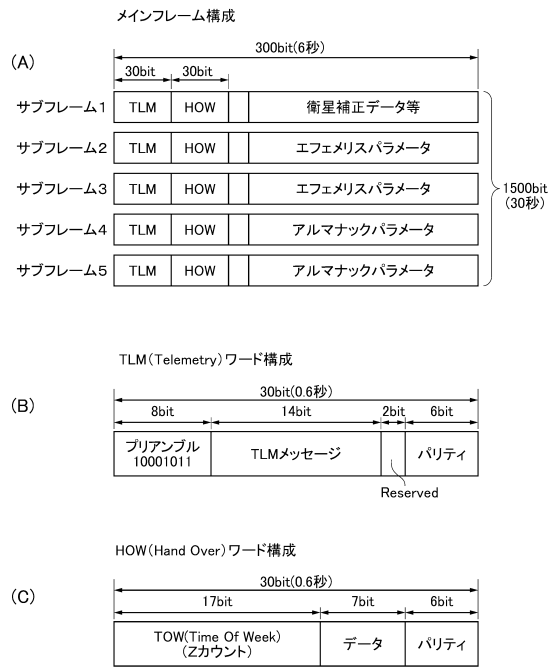 メインフレーム構成
(A)
300bit(6秒)
30bit 30bit
サブフレーム1 TLM HOW 衛星補正データ等
サブフレーム2 TLM HOW エフェメリスパラメータ
サブフレーム3 TLM HOW エフェメリスパラメータ
1500bit
(30秒)
サブフレーム4 TLM HOW アルマナックパラメータ
サブフレーム5 TLM HOW アルマナックパラメータ
TLM(Telemetry)ワード構成
(B)
30bit(0.6秒)
8bit 14bit 2bit 6bit
プリアンブル
10001011
TLMメッセージ
パリティ
Reserved
HOW(Hand Over)ワード構成
(C)
30bit(0.6秒)
17bit 7bit 6bit
TOW(Time Of Week)
(Zカウント)
データ
パリティ